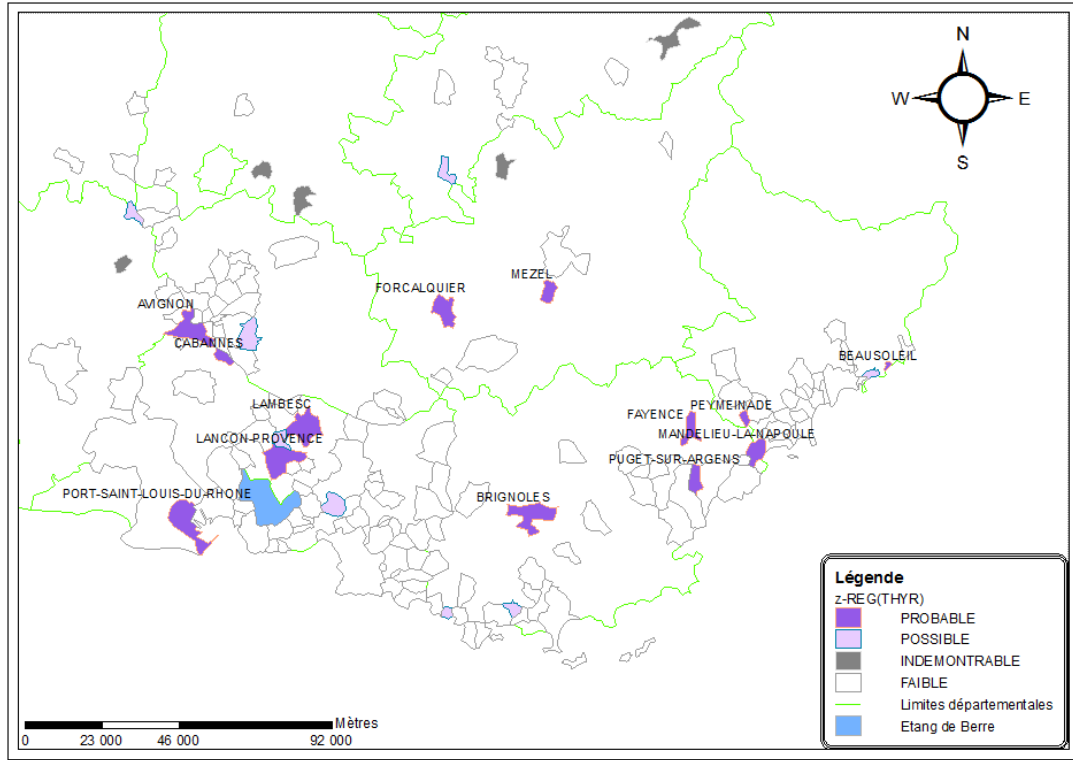 N
W E
S
MEZEL
FORCALQUIER
AVIGNON
CABANNES
BEAUSOLEIL
LAMBESC
PEYMEINADE
FAYENCE
LANCON-PROVENCE
MANDELIEU-LA-NAPOULE
PUGET-SUR-ARGENS
PORT-SAINT-LOUIS-DU-RHONE
BRIGNOLES
Légende
z-REG(THYR)
PROBABLE
POSSIBLE
INDEMONTRABLE
FAIBLE
Limites départementales
Etang de Berre
Mètres
0 23 000 46 000 92 000